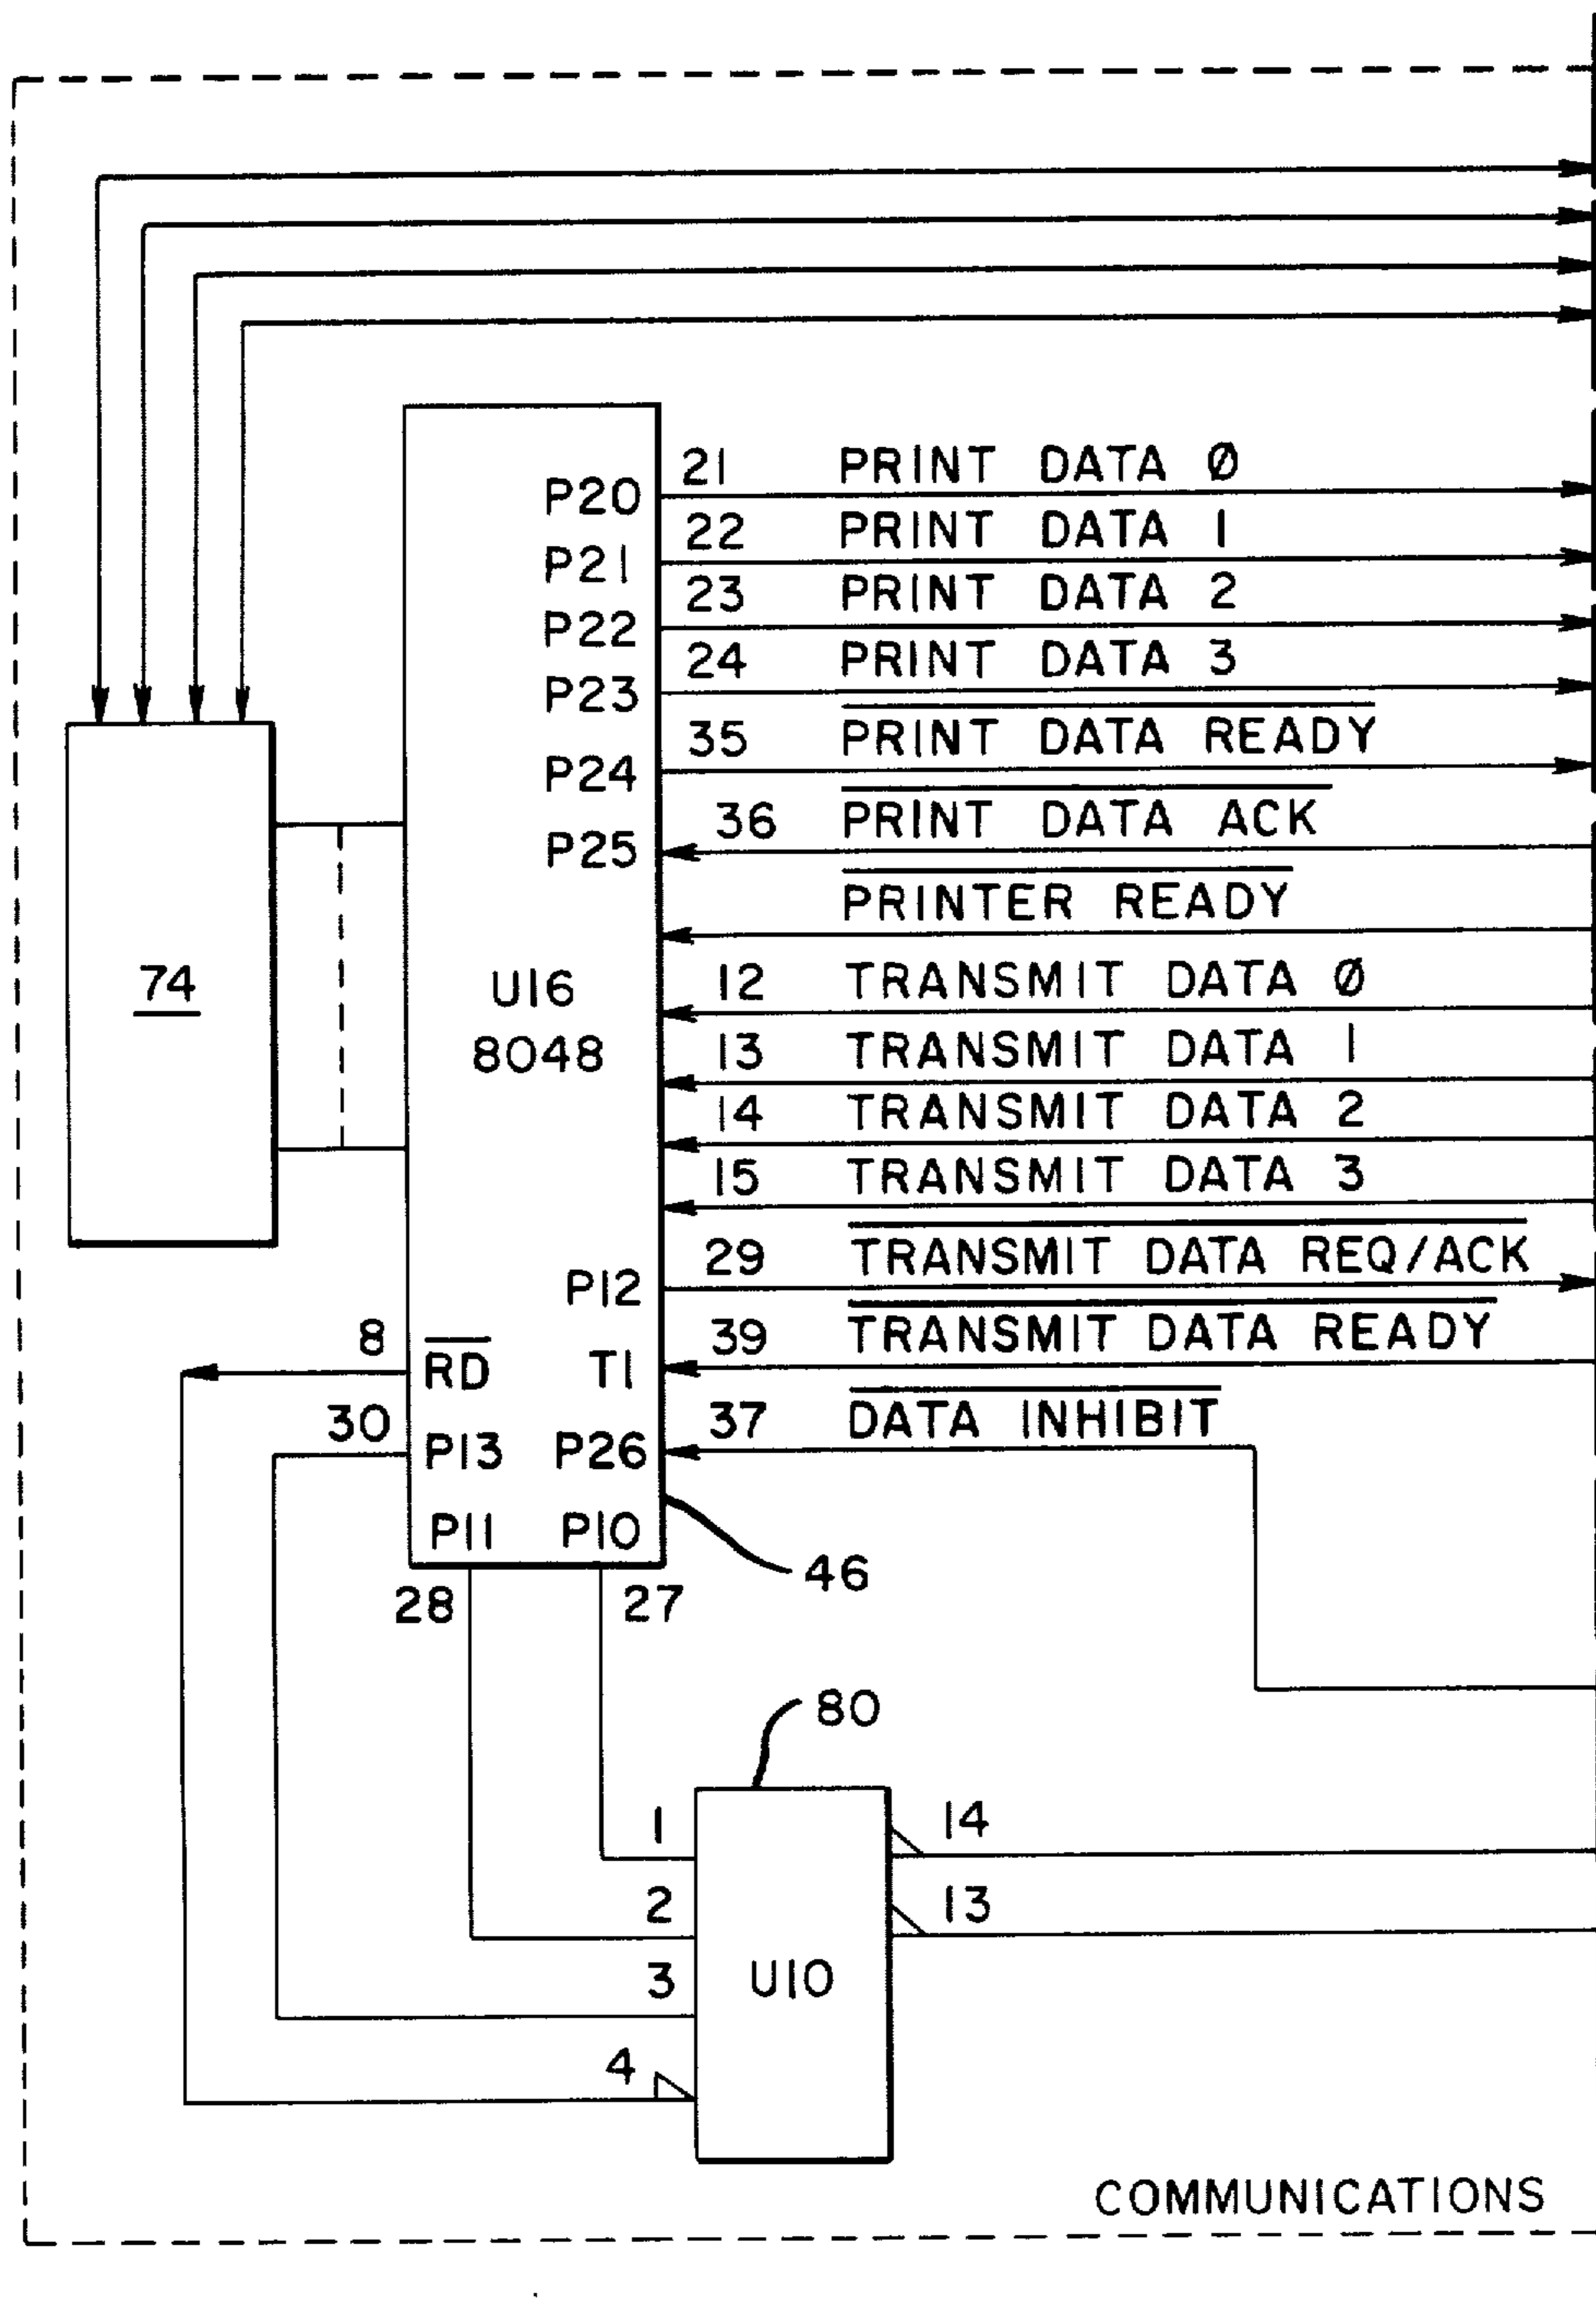 21 PRINT DATA Ø
P20
22 PRINT DATA 1
P21
23 PRINT DATA 2
P22
24 PRINT DATA 3
P23
35 PRINT DATA READY
P24
36 PRINT DATA ACK
P25
PRINTER READY
74
U16
8048
12 TRANSMIT DATA Ø
13 TRANSMIT DATA 1
14 TRANSMIT DATA 2
15 TRANSMIT DATA 3
29 TRANSMIT DATA REQ/ACK
P12
8 39 TRANSMIT DATA READY
RD T1
30 37 DATA INHIBIT
P13 P26
P11 P10
46
28 27
80
1 14
2 13
3 U10
4
COMMUNICATIONS